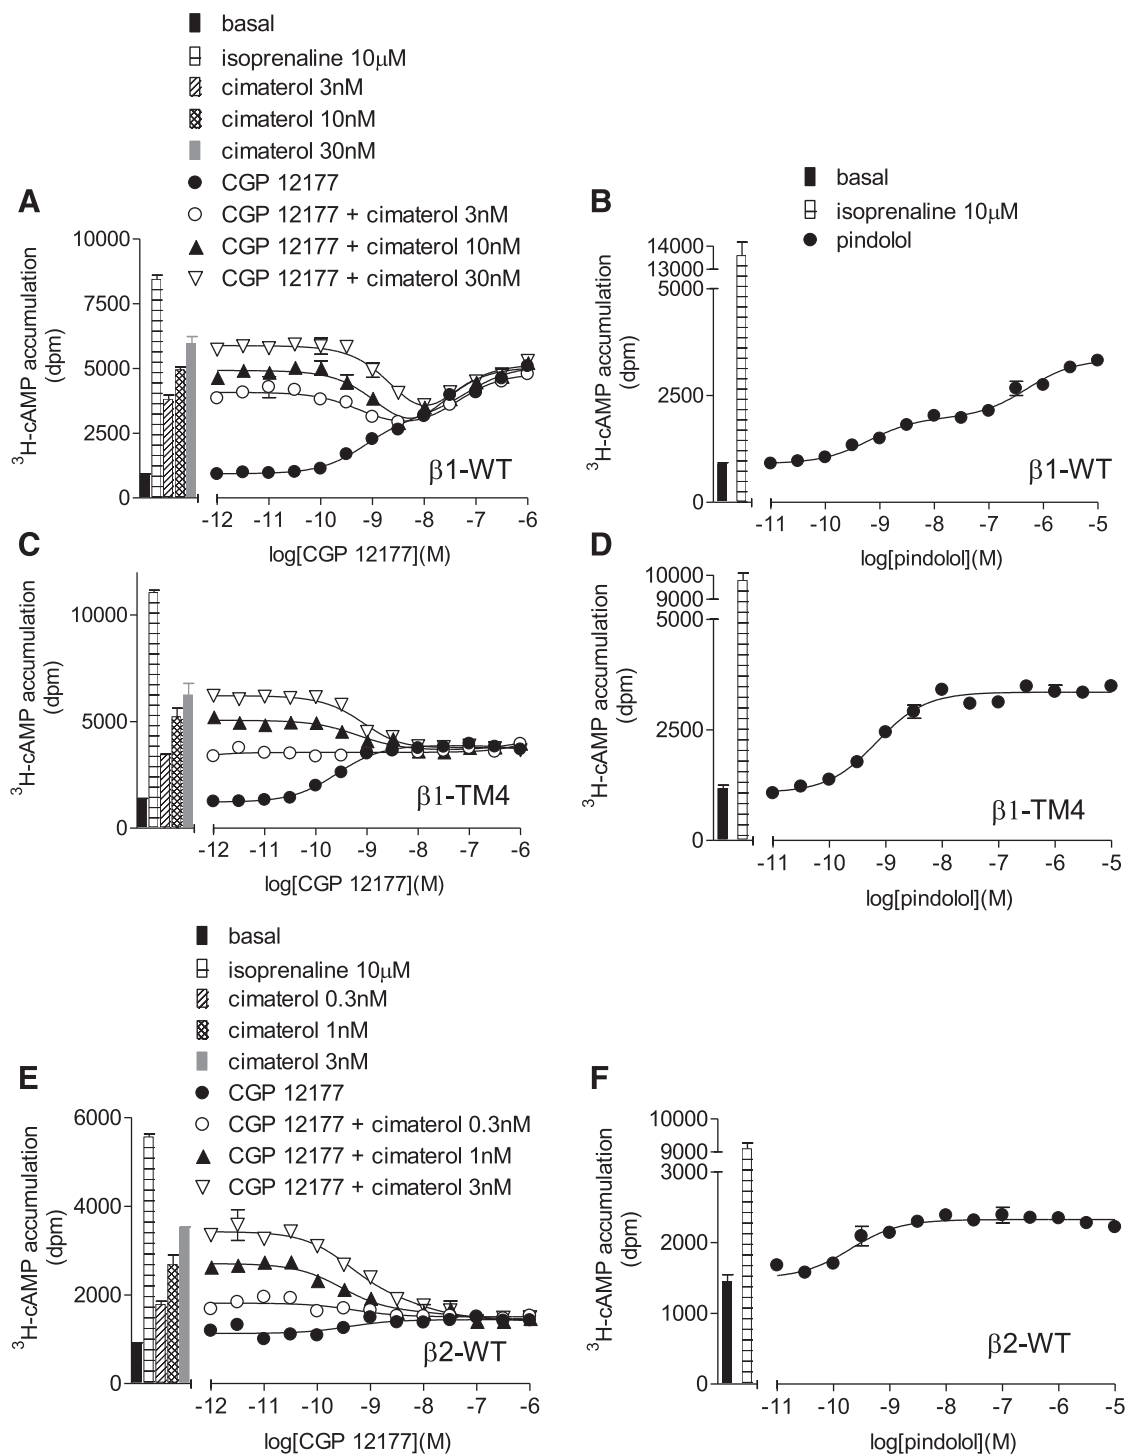 basal
isoprenaline 10μM
cimaterol 3nM
cimaterol 10nM
cimaterol 30nM
CGP 12177
CGP 12177 + cimaterol 3nM
CGP 12177 + cimaterol 10nM
CGP 12177 + cimaterol 30nM
A
³H-cAMP accumulation
(dpm)
10000
7500
5000
2500
0
β1-WT
-12 -11 -10 -9 -8 -7 -6
log[CGP 12177](M)
basal
isoprenaline 10μM
pindolol
B
³H-cAMP accumulation
(dpm)
14000
13000
5000
2500
0
β1-WT
-11 -10 -9 -8 -7 -6 -5
log[pindolol](M)
C
³H-cAMP accumulation
(dpm)
10000
5000
0
β1-TM4
-12 -11 -10 -9 -8 -7 -6
log[CGP 12177](M)
D
³H-cAMP accumulation
(dpm)
10000
9000
5000
2500
0
β1-TM4
-11 -10 -9 -8 -7 -6 -5
log[pindolol](M)
basal
isoprenaline 10μM
cimaterol 0.3nM
cimaterol 1nM
cimaterol 3nM
CGP 12177
CGP 12177 + cimaterol 0.3nM
CGP 12177 + cimaterol 1nM
CGP 12177 + cimaterol 3nM
E
³H-cAMP accumulation
(dpm)
6000
4000
2000
0
β2-WT
-12 -11 -10 -9 -8 -7 -6
log[CGP 12177](M)
F
³H-cAMP accumulation
(dpm)
10000
9000
3000
2000
1000
0
β2-WT
-11 -10 -9 -8 -7 -6 -5
log[pindolol](M)